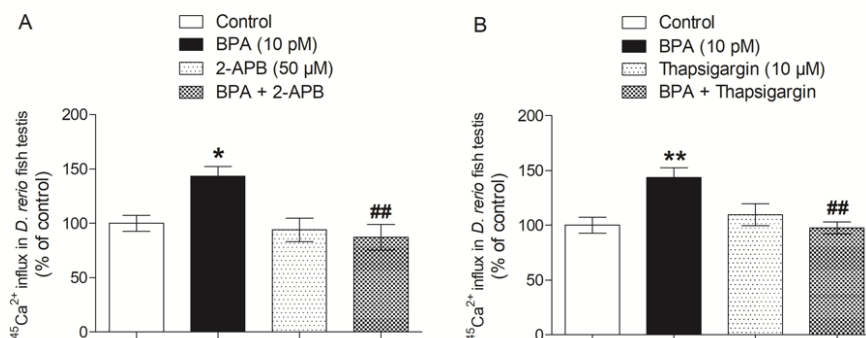 A
Control
BPA (10 pM)
2-APB (50 µM)
BPA + 2-APB
200
150
100
50
0
⁴⁵Ca²⁺ influx in D. rerio fish testis
(% of control)
*
##
B
Control
BPA (10 pM)
Thapsigargin (10 µM)
BPA + Thapsigargin
200
150
100
50
0
⁴⁵Ca²⁺ influx in D. rerio fish testis
(% of control)
**
##